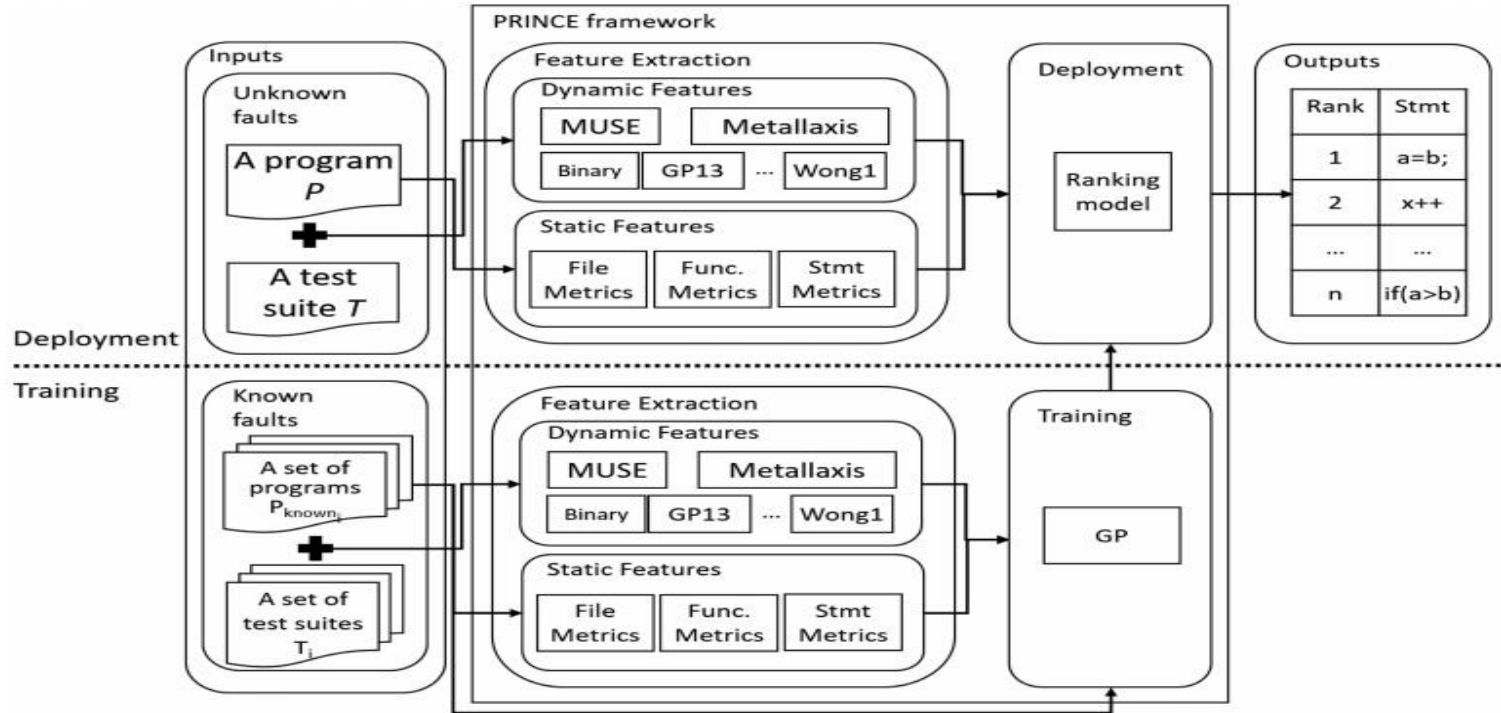 PRINCE framework
Inputs
Unknown
faults
A program
P
A test
suite T
Feature Extraction
Dynamic Features
MUSE
Metallaxis
Binary
GP13
...
Wong1
Static Features
File
Metrics
Func.
Metrics
Stmt
Metrics
Deployment
Ranking
model
Outputs
Rank Stmt
1 a=b;
2 x++
... ...
n if(a>b)
Deployment
Training
Known
faults
A set of
programs
Pknowni
A set of
test suites
Ti
Feature Extraction
Dynamic Features
MUSE
Metallaxis
Binary
GP13
...
Wong1
Static Features
File
Metrics
Func.
Metrics
Stmt
Metrics
Training
GP